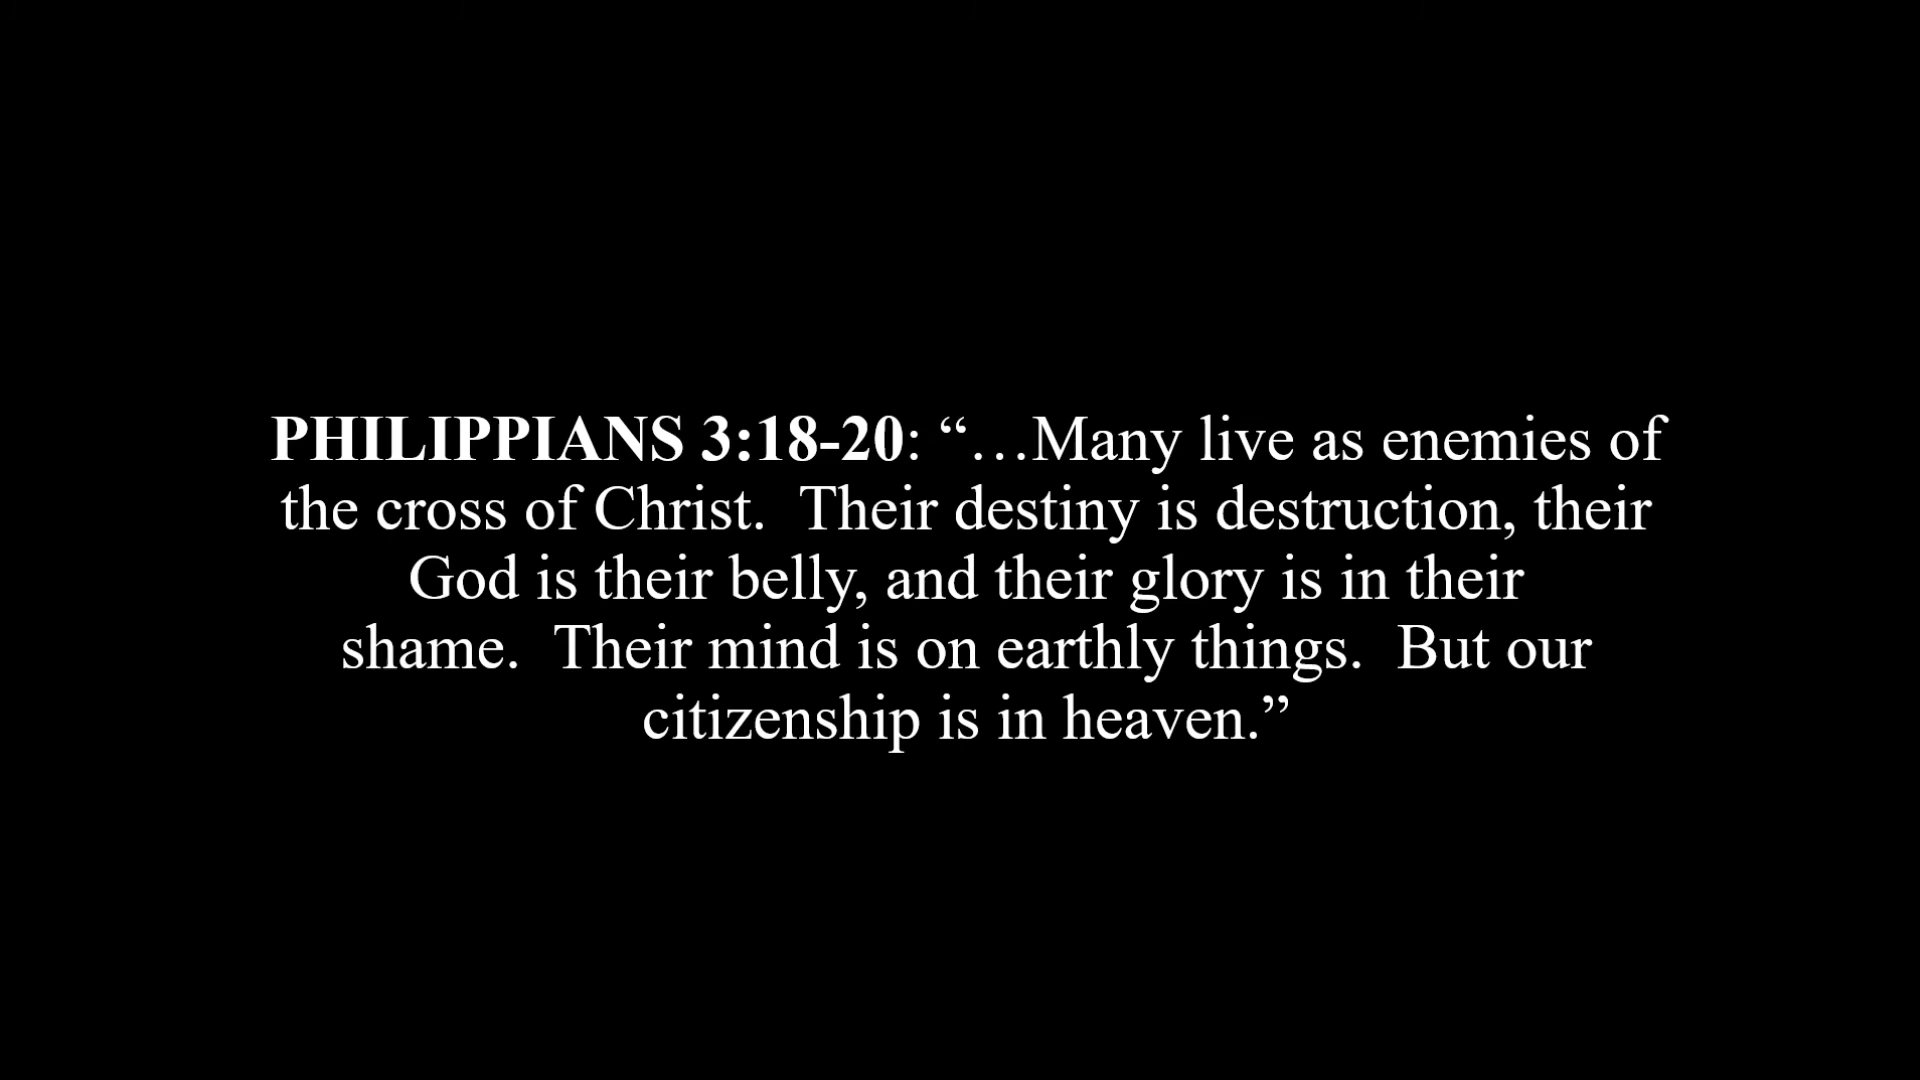 PHILIPPIANS 3:18-20: “…Many live as enemies of
the cross of Christ.  Their destiny is destruction, their
God is their belly, and their glory is in their
shame.  Their mind is on earthly things.  But our
citizenship is in heaven.”